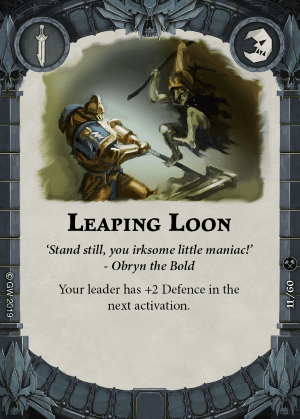 LEAPING LOON
‘Stand still, you irksome little maniac!’
- Obryn the Bold
Your leader has +2 Defence in the
next activation.
©GW 2019
11/60